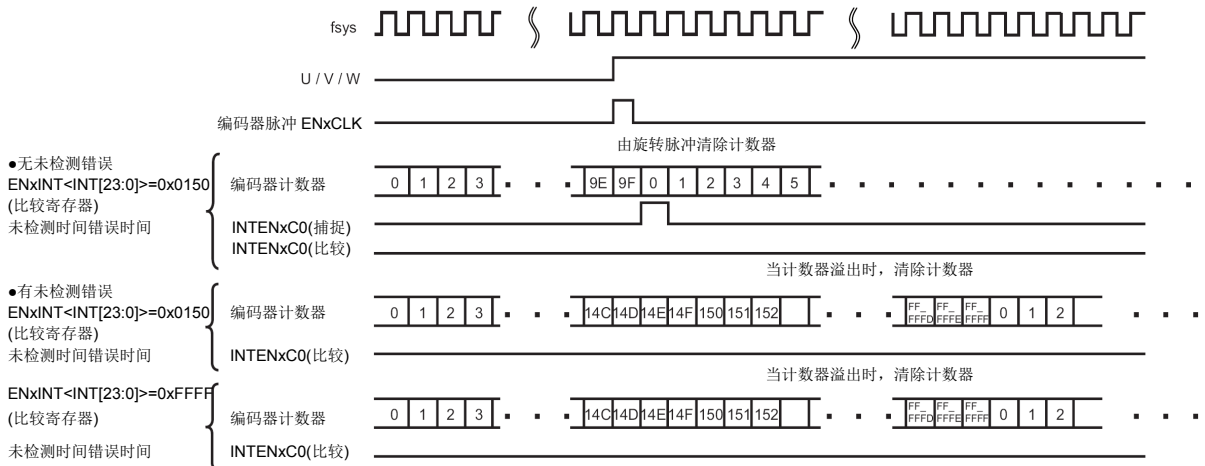 fsys
U / V / W
编码器脉冲 ENxCLK
由旋转脉冲清除计数器
●无未检测错误
ENxINT<INT[23:0]>=0x0150
(比较寄存器)
未检测时间错误时间
编码器计数器
0 1 2 3 9E 9F 0 1 2 3 4 5
INTENxC0(捕捉)
INTENxC0(比较)
当计数器溢出时，清除计数器
●有未检测错误
ENxINT<INT[23:0]>=0x0150
(比较寄存器)
未检测时间错误时间
编码器计数器
0 1 2 3 14C 14D 14E 14F 150 151 152 FF_FFFD FF_FFFE FF_FFFF 0 1 2
INTENxC0(比较)
当计数器溢出时，清除计数器
ENxINT<INT[23:0]>=0xFFFF
(比较寄存器)
未检测时间错误时间
编码器计数器
0 1 2 3 14C 14D 14E 14F 150 151 152 FF_FFFD FF_FFFE FF_FFFF 0 1 2
INTENxC0(比较)